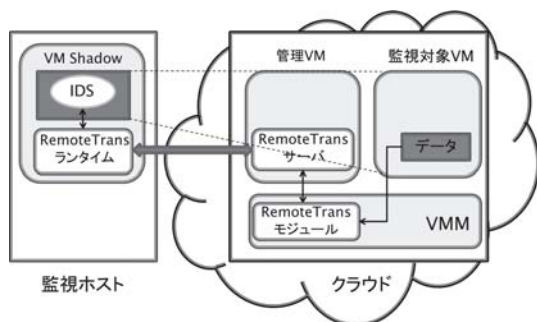 VM Shadow
IDS
RemoteTrans
ランタイム
監視ホスト
管理VM
監視対象VM
RemoteTrans
サーバ
データ
RemoteTrans
モジュール
VMM
クラウド